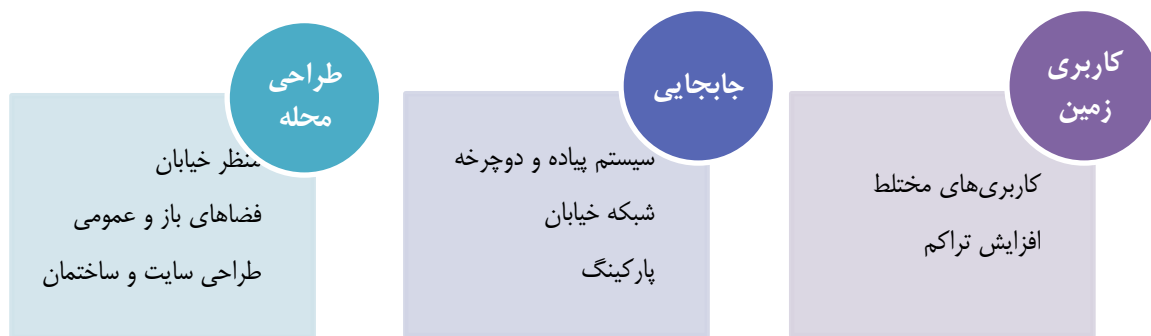 کاربری
زمین
کاربری‌های مختلط
افزایش تراکم
جابجایی
سیستم پیاده و دوچرخه
شبکه خیابان
پارکینگ
طراحی
محله
منظر خیابان
فضاهای باز و عمومی
طراحی سایت و ساختمان